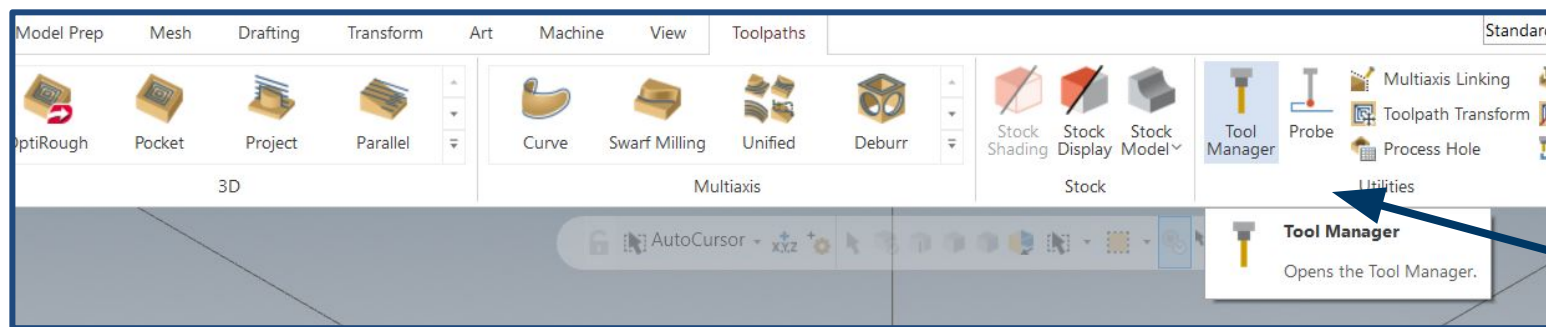 Model Prep Mesh Drafting Transform Art Machine View Toolpaths Standar
OptiRough Pocket Project Parallel
3D
Curve Swarf Milling Unified Deburr
Multiaxis
Stock Shading
Stock Display
Stock Model
Stock
Tool Manager
Probe
Multiaxis Linking
Toolpath Transform
Process Hole
Utilities
AutoCursor
XYZ
Tool Manager
Opens the Tool Manager.